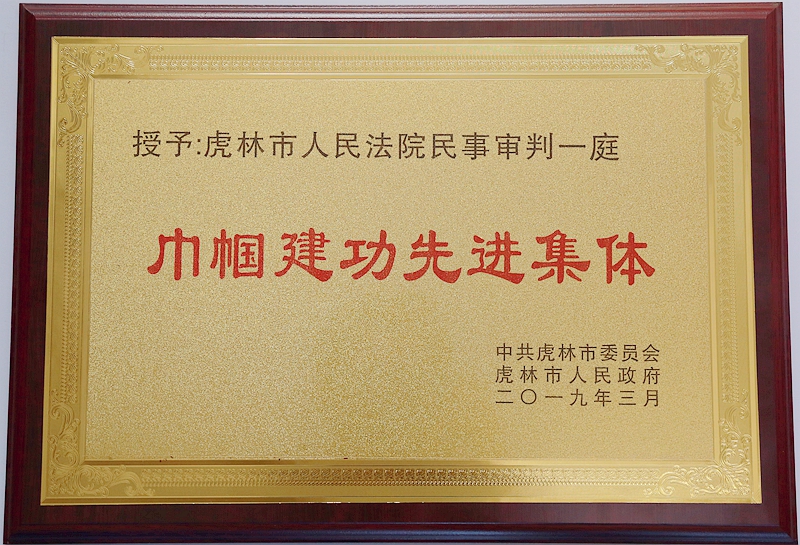 授予:虎林市人民法院民事审判一庭
巾帼建功先进集体
中共虎林市委员会
虎林市人民政府
二〇一九年三月